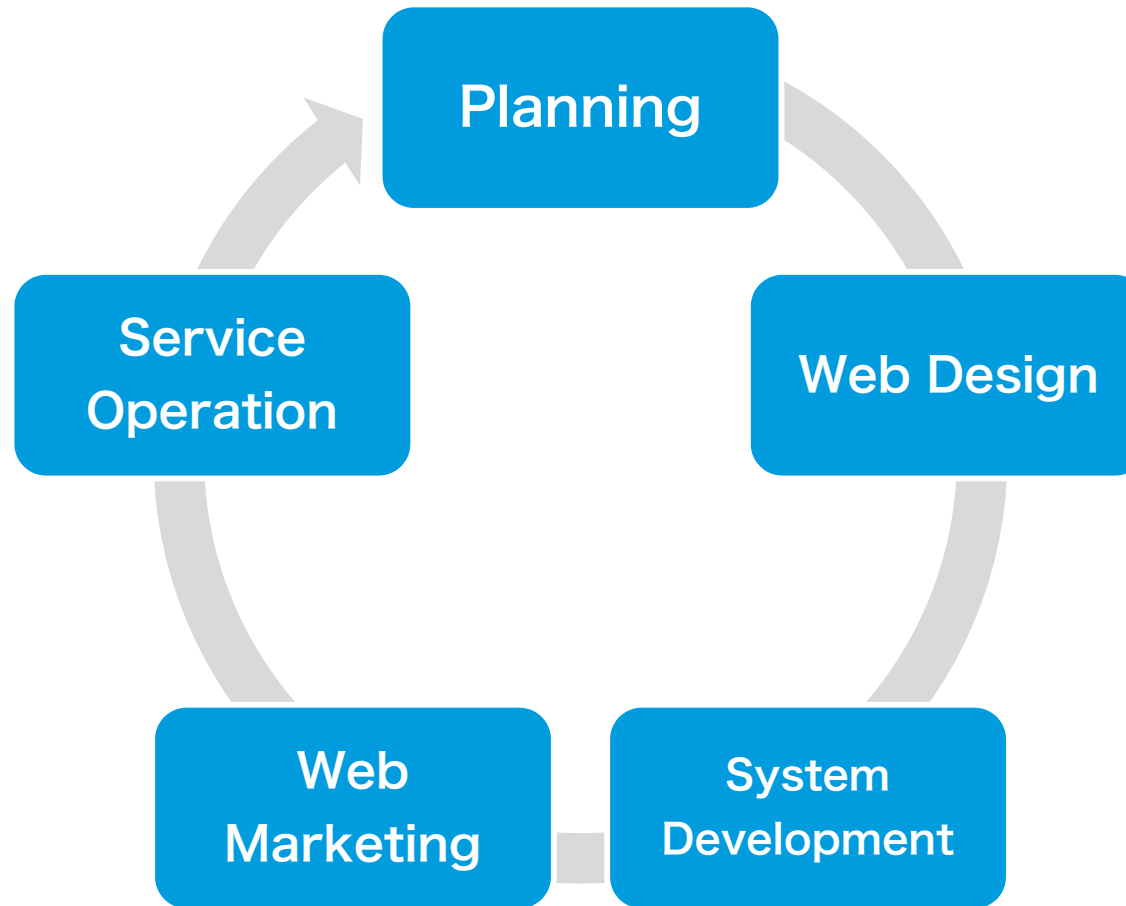 Planning
Web Design
System
Development
Web
Marketing
Service
Operation